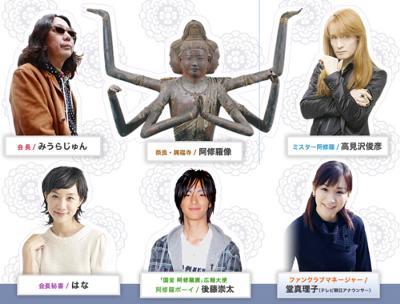 会長 / みうらじゅん
祭長・興福寺 / 阿修羅像
ミスター阿修羅 / 高見沢俊彦
会長秘書 / はな
「国宝 阿修羅展」広報大使
阿修羅ボーイ / 後藤崇太
ファンクラブマネージャー /
堂真理子(テレビ朝日アナウンサー)